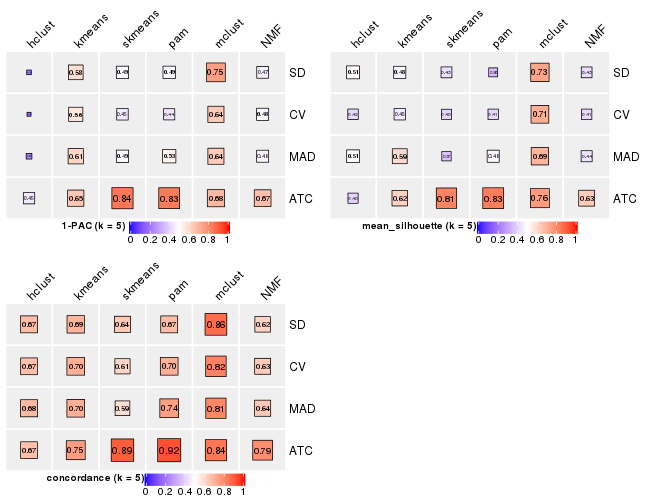 hclust kmeans skmeans pam mclust NMF
0.58 0.49 0.49 0.75 0.47 SD
0.56 0.45 0.44 0.64 0.48 CV
0.61 0.49 0.53 0.64 MAD
0.45 0.65 0.84 0.83 0.68 0.67 ATC
1-PAC (k = 5)
0 0.2 0.4 0.6 0.8 1
hclust kmeans skmeans pam mclust NMF
0.51 0.48 0.73 SD
0.45 0.71 CV
0.51 0.59 0.48 0.69 0.44 MAD
0.62 0.81 0.83 0.76 0.63 ATC
mean_silhouette (k = 5)
0 0.2 0.4 0.6 0.8 1
hclust kmeans skmeans pam mclust NMF
0.67 0.69 0.64 0.67 0.86 0.62 SD
0.67 0.70 0.61 0.70 0.82 0.63 CV
0.68 0.70 0.59 0.74 0.81 0.64 MAD
0.67 0.75 0.89 0.92 0.84 0.79 ATC
concordance (k = 5)
0 0.2 0.4 0.6 0.8 1